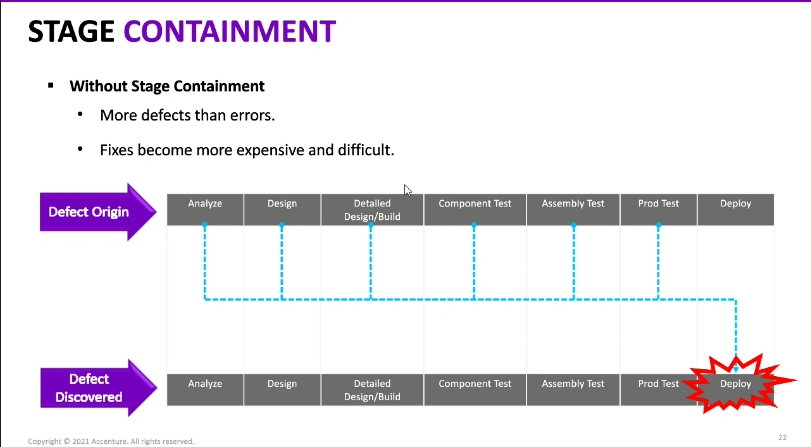 STAGE CONTAINMENT
▪ Without Stage Containment
• More defects than errors.
• Fixes become more expensive and difficult.
Defect Origin
Analyze Design Detailed Design/Build Component Test Assembly Test Prod Test Deploy
Defect
Discovered
Analyze Design Detailed Design/Build Component Test Assembly Test Prod Test Deploy
Copyright © 2021 Accenture. All rights reserved.
22